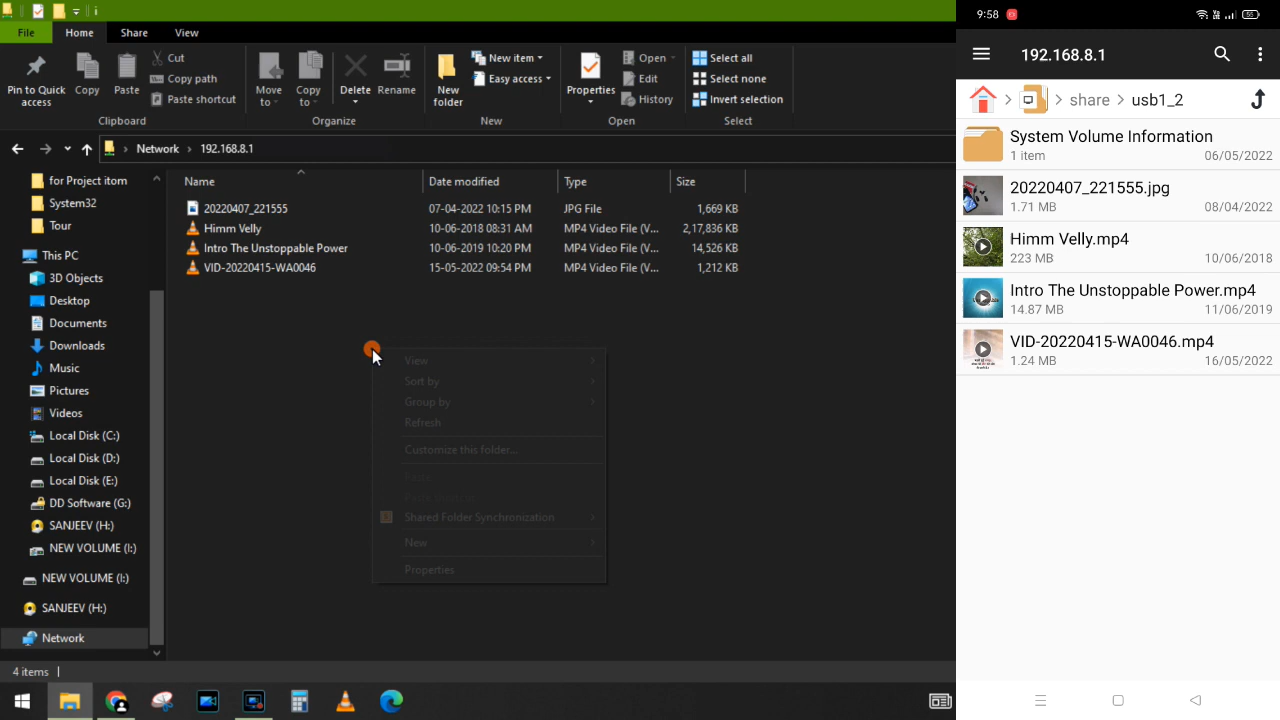 File
Home
Share
View
Pin to Quick access
Copy
Paste
Cut
Copy path
Paste shortcut
Clipboard
Move to
Copy to
Delete
Rename
Organize
New folder
New item
Easy access
New
Properties
Open
Edit
History
Open
Select all
Select none
Invert selection
Select
Network
192.168.8.1
for Project itom
System32
Tour
This PC
3D Objects
Desktop
Documents
Downloads
Music
Pictures
Videos
Local Disk (C:)
Local Disk (D:)
Local Disk (E:)
DD Software (G:)
SANJEEV (H:)
NEW VOLUME (I:)
NEW VOLUME (I:)
SANJEEV (H:)
Network
Name Date modified Type Size
20220407_221555 07-04-2022 10:15 PM JPG File 1,669 KB
Himm Velly 10-06-2018 08:31 AM MP4 Video File (V... 2,17,836 KB
Intro The Unstoppable Power 10-06-2019 10:20 PM MP4 Video File (V... 14,526 KB
VID-20220415-WA0046 15-05-2022 09:54 PM MP4 Video File (V... 1,212 KB
View
Sort by
Group by
Refresh
Customize this folder...
Paste
Shared Folder Synchronization
New
Properties
4 items
9:58
55
192.168.8.1
share
usb1_2
System Volume Information
1 item 06/05/2022
20220407_221555.jpg
1.71 MB 08/04/2022
Himm Velly.mp4
223 MB 10/06/2018
Intro The Unstoppable Power.mp4
14.87 MB 11/06/2019
VID-20220415-WA0046.mp4
1.24 MB 16/05/2022